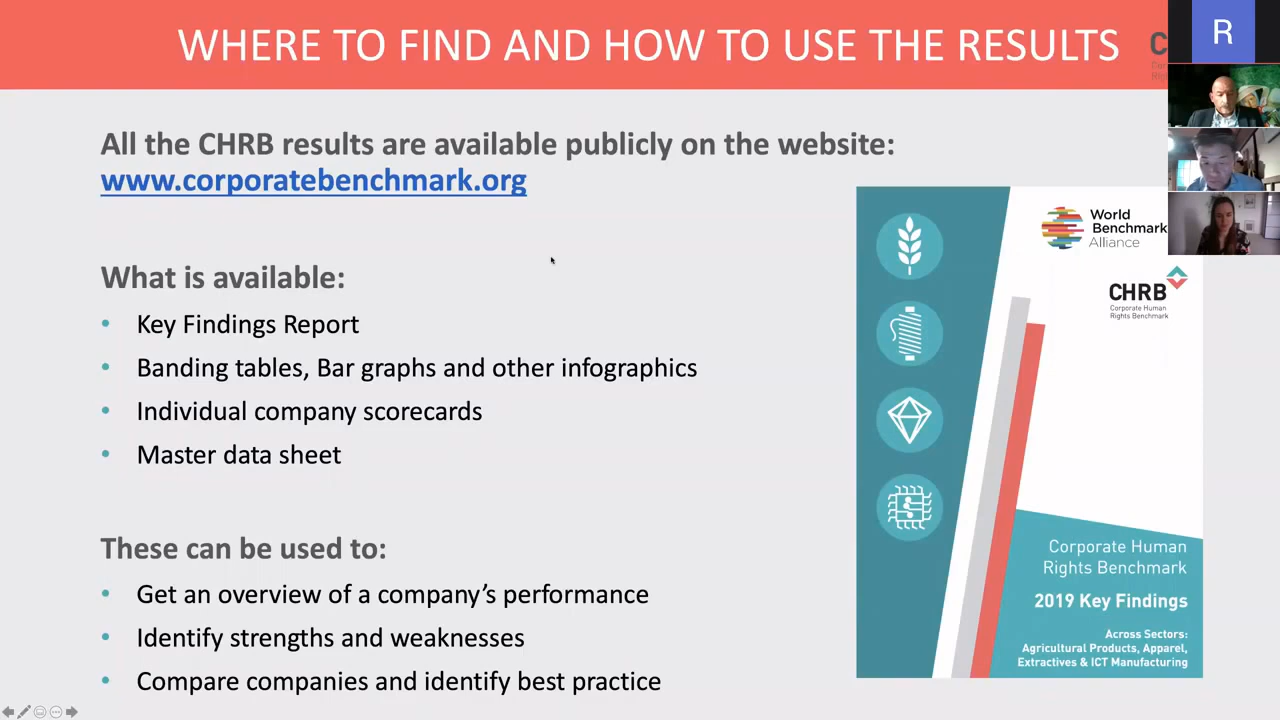 WHERE TO FIND AND HOW TO USE THE RESULTS
R
All the CHRB results are available publicly on the website:
www.corporatebenchmark.org
What is available:
• Key Findings Report
• Banding tables, Bar graphs and other infographics
• Individual company scorecards
• Master data sheet
These can be used to:
• Get an overview of a company's performance
• Identify strengths and weaknesses
• Compare companies and identify best practice
World
Benchmark
Alliance
CHRB
Corporate Human
Rights Benchmark
Corporate Human
Rights Benchmark
2019 Key Findings
Across Sectors:
Agricultural Products, Apparel,
Extractives & ICT Manufacturing